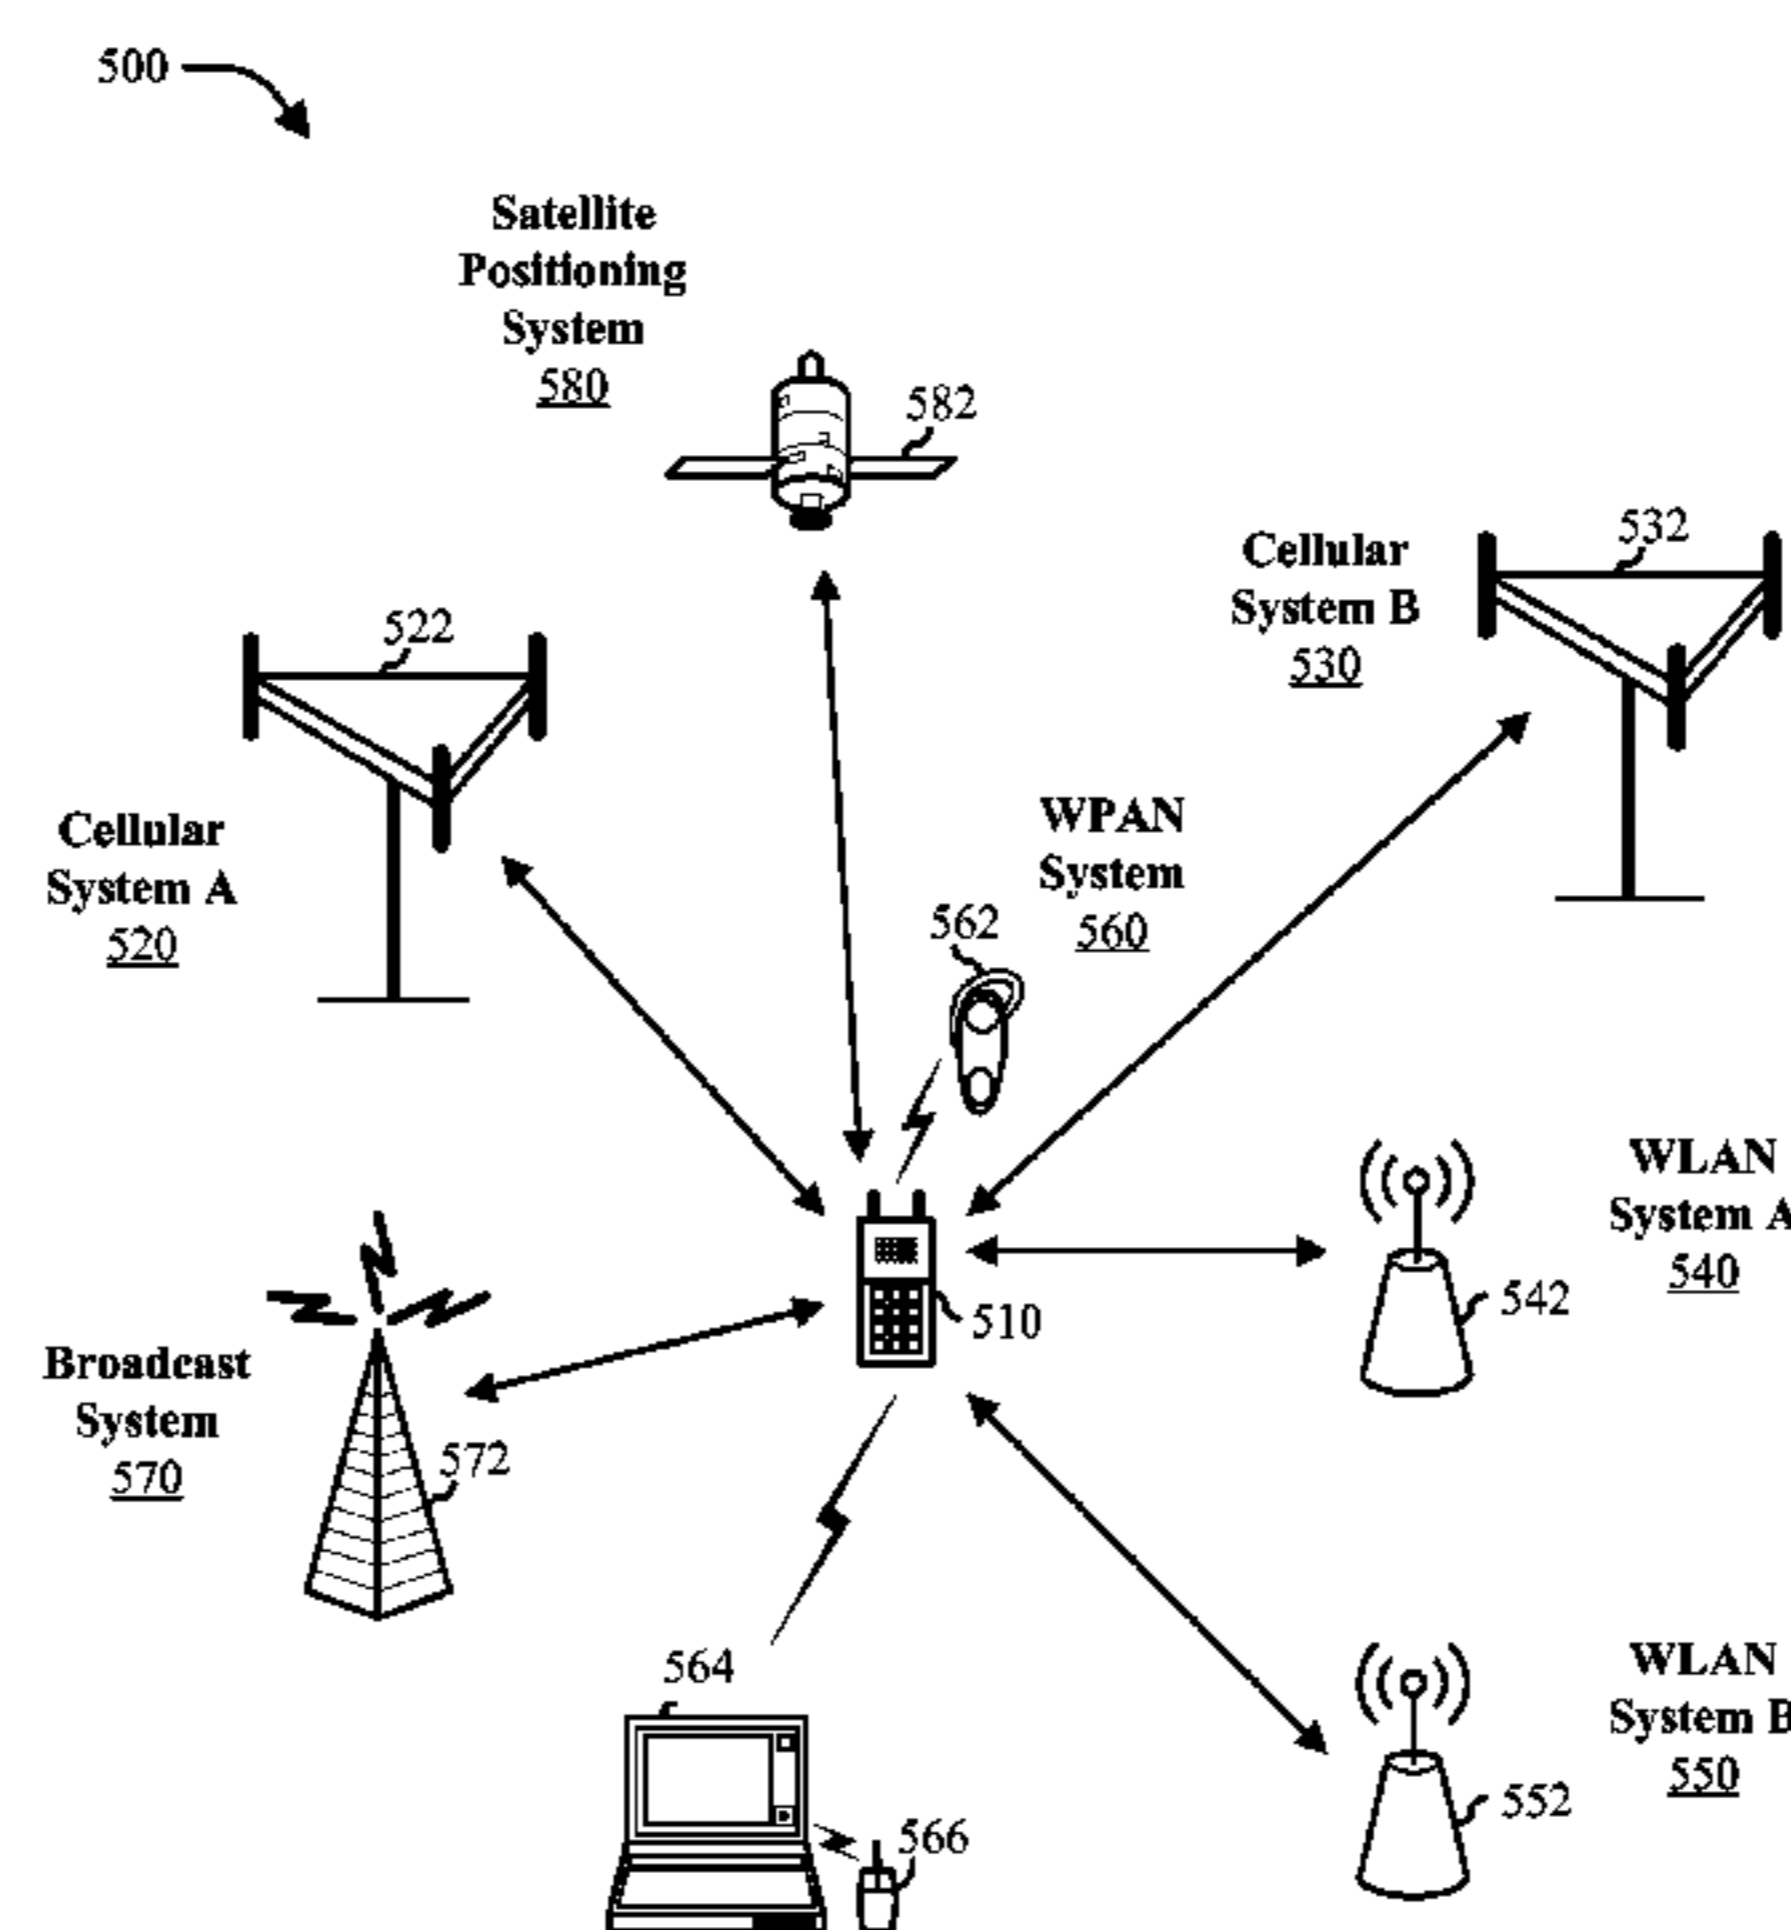 500
Satellite
Positioning
System
580
582
Cellular
System B
530
532
522
Cellular
System A
520
WPAN
System
560
562
WLAN
System A
540
542
510
Broadcast
System
570
572
564
566
WLAN
System B
550
552